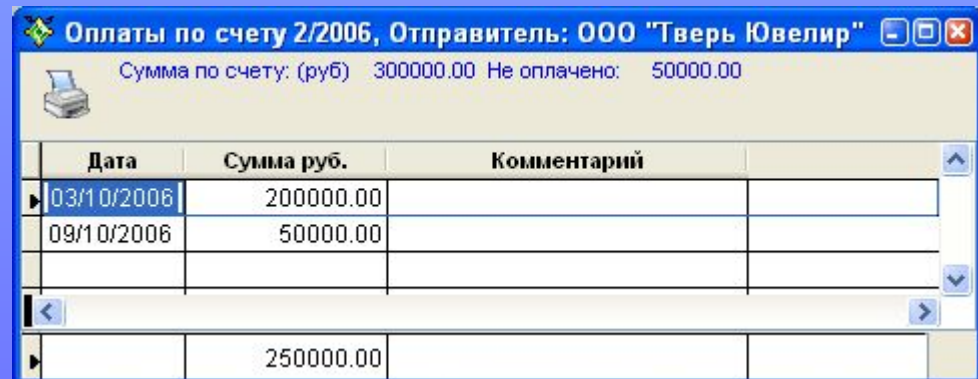 Оплаты по счету 2/2006, Отправитель: ООО "Тверь Ювелир"
Сумма по счету: (руб) 300000.00 Не оплачено: 50000.00
Дата Сумма руб. Комментарий
03/10/2006 200000.00
09/10/2006 50000.00
250000.00